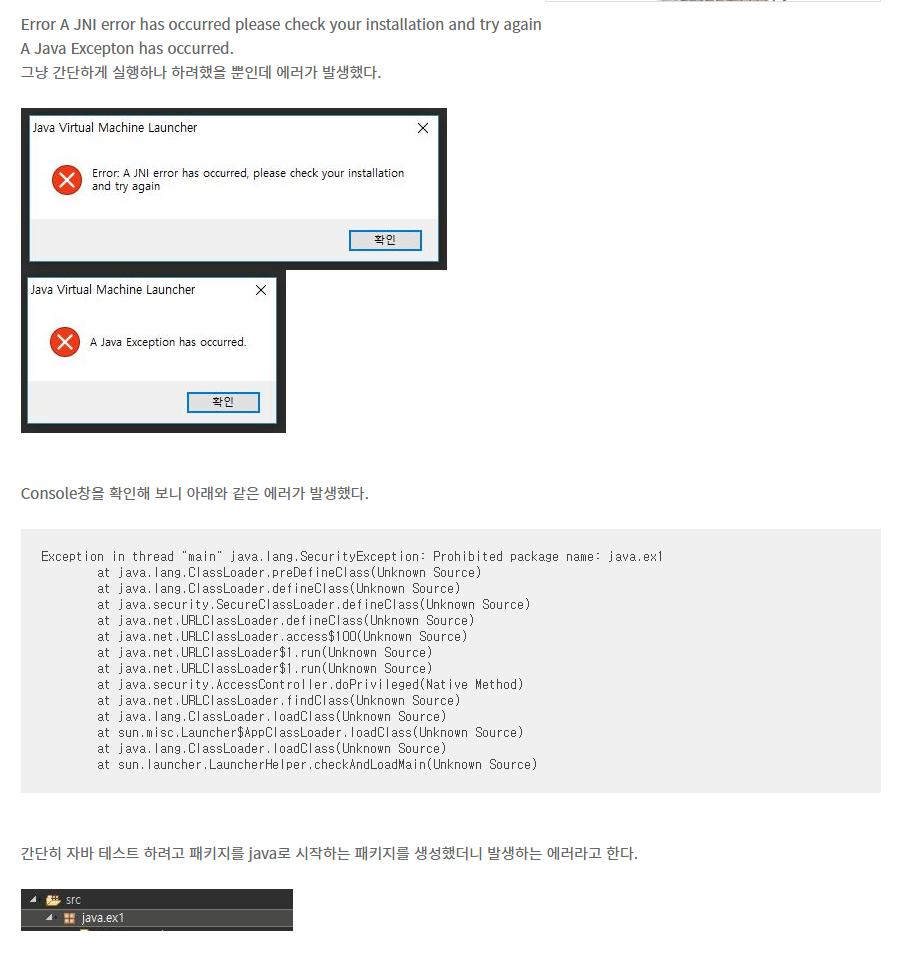 Error A JNI error has occurred please check your installation and try again
A Java Excepton has occurred.
그냥 간단하게 실행하나 하려했을 뿐인데 에러가 발생했다.
Java Virtual Machine Launcher
Error: A JNI error has occurred, please check your installation
and try again
확인
Java Virtual Machine Launcher
A Java Exception has occurred.
확인
Console창을 확인해 보니 아래와 같은 에러가 발생했다.
Exception in thread "main" java.lang.SecurityException: Prohibited package name: java.ex1
at java.lang.ClassLoader.preDefineClass(Unknown Source)
at java.lang.ClassLoader.defineClass(Unknown Source)
at java.security.SecureClassLoader.defineClass(Unknown Source)
at java.net.URLClassLoader.defineClass(Unknown Source)
at java.net.URLClassLoader.access$100(Unknown Source)
at java.net.URLClassLoader$1.run(Unknown Source)
at java.net.URLClassLoader$1.run(Unknown Source)
at java.security.AccessController.doPrivileged(Native Method)
at java.net.URLClassLoader.findClass(Unknown Source)
at java.lang.ClassLoader.loadClass(Unknown Source)
at sun.misc.Launcher$AppClassLoader.loadClass(Unknown Source)
at java.lang.ClassLoader.loadClass(Unknown Source)
at sun.launcher.LauncherHelper.checkAndLoadMain(Unknown Source)
간단히 자바 테스트 하려고 패키지를 java로 시작하는 패키지를 생성했더니 발생하는 에러라고 한다.
src
java.ex1